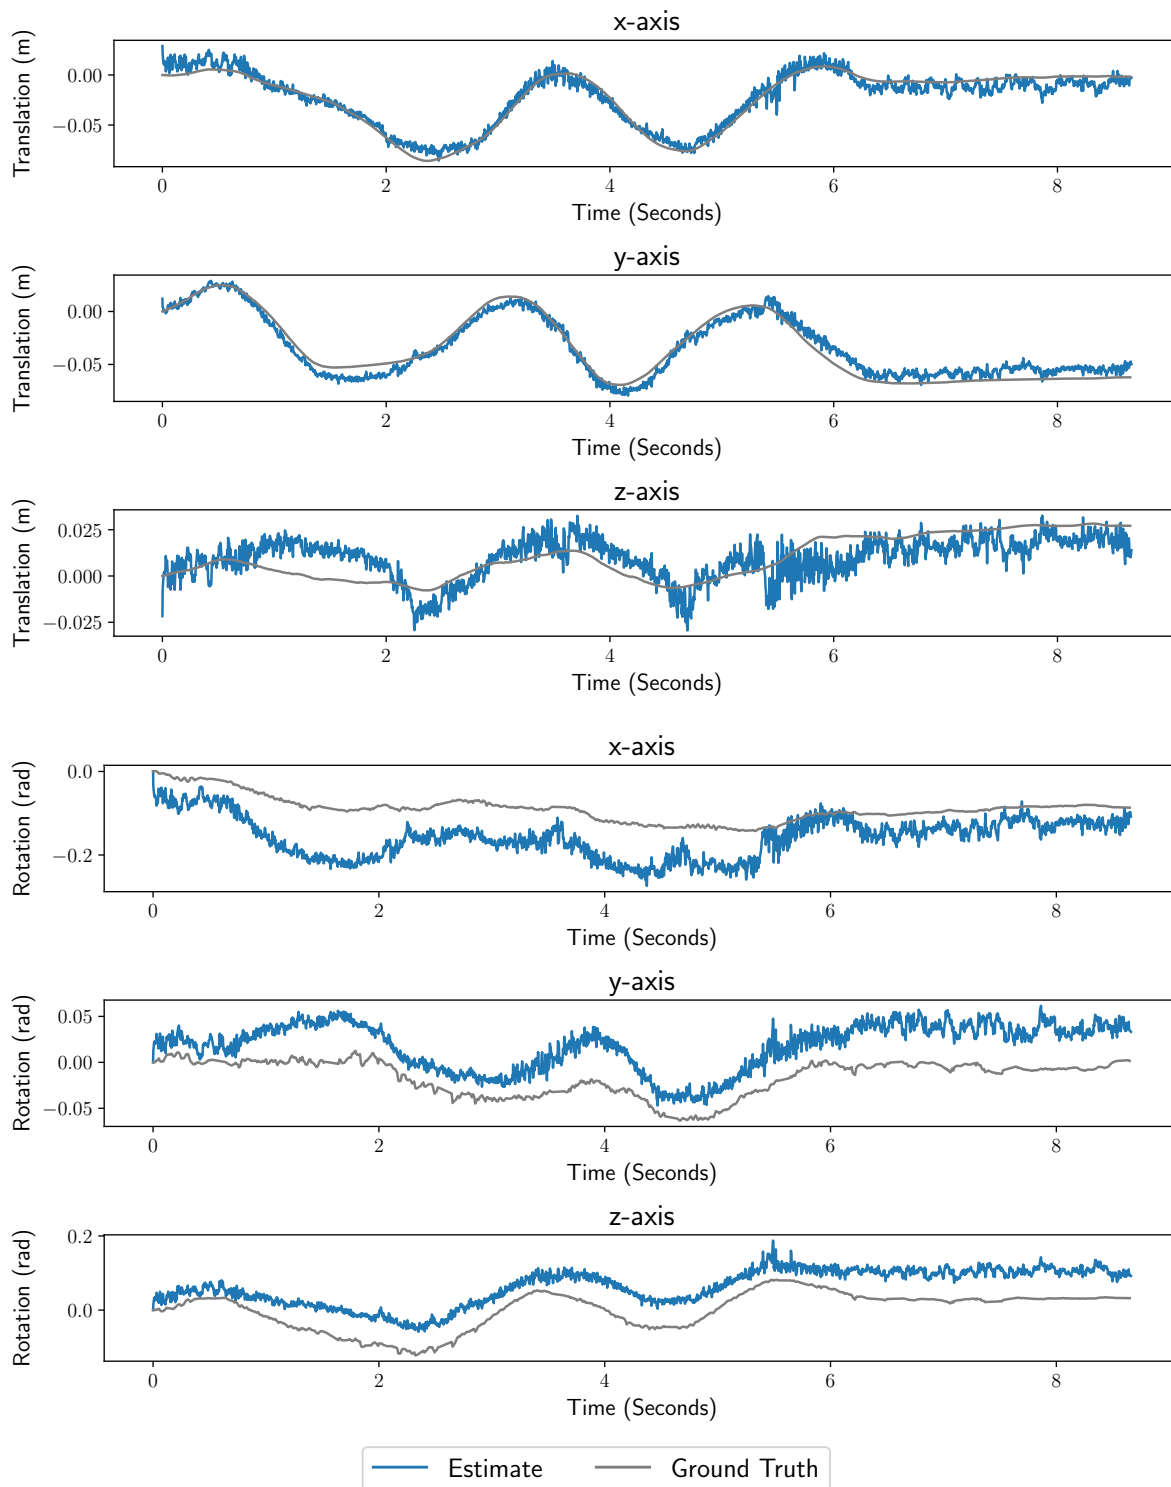 x-axis
Translation (m)
0.00
−0.05
0 2 4 6 8
Time (Seconds)
y-axis
Translation (m)
0.00
−0.05
0 2 4 6 8
Time (Seconds)
z-axis
Translation (m)
0.025
0.000
−0.025
0 2 4 6 8
Time (Seconds)
x-axis
Rotation (rad)
0.0
−0.2
0 2 4 6 8
Time (Seconds)
y-axis
Rotation (rad)
0.05
0.00
−0.05
0 2 4 6 8
Time (Seconds)
z-axis
Rotation (rad)
0.2
0.0
0 2 4 6 8
Time (Seconds)
Estimate Ground Truth